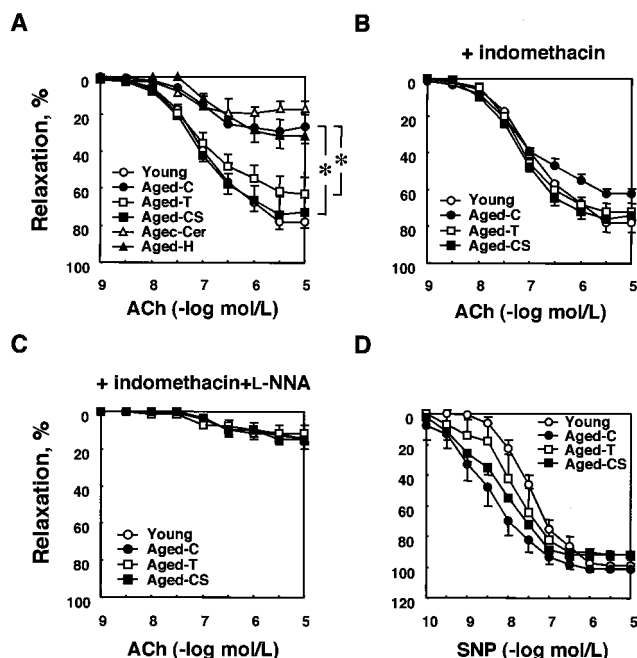 A
Relaxation, %
0
20
40
60
80
100
Young
Aged-C
Aged-T
Aged-CS
Agec-Cer
Aged-H
*
*
9 8 7 6 5
ACh (-log mol/L)
B
+ indomethacin
0
20
40
60
80
100
Young
Aged-C
Aged-T
Aged-CS
9 8 7 6 5
ACh (-log mol/L)
C
+ indomethacin+L-NNA
Relaxation, %
0
20
40
60
80
100
Young
Aged-C
Aged-T
Aged-CS
9 8 7 6 5
ACh (-log mol/L)
D
0
20
40
60
80
100
120
Young
Aged-C
Aged-T
Aged-CS
10 9 8 7 6 5
SNP (-log mol/L)